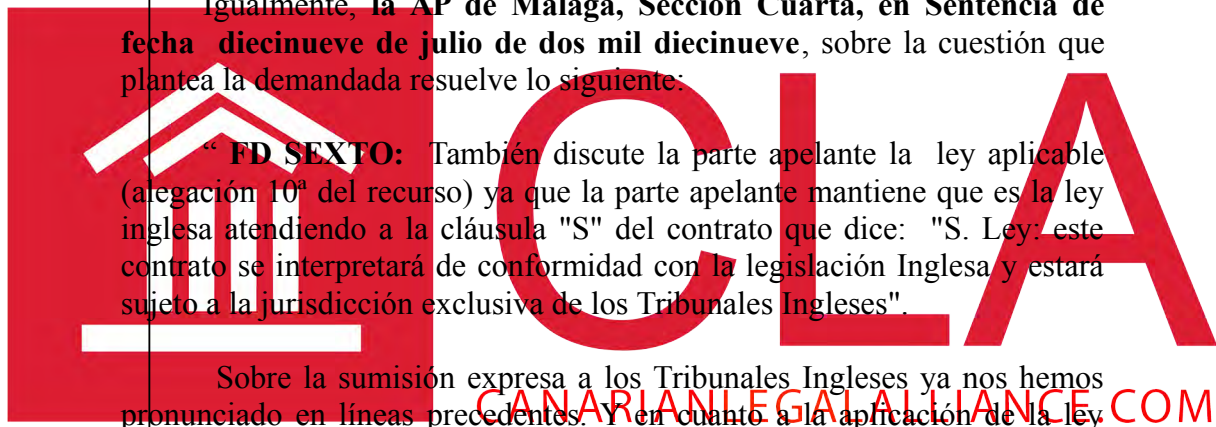 Igualmente, la AP de Málaga, Sección Cuarta, en Sentencia de
fecha diecinueve de julio de dos mil diecinueve, sobre la cuestión que
plantea la demandada resuelve lo siguiente:
“ FD SEXTO: También discute la parte apelante la ley aplicable
(alegación 10ª del recurso) ya que la parte apelante mantiene que es la ley
inglesa atendiendo a la cláusula "S" del contrato que dice: "S. Ley: este
contrato se interpretará de conformidad con la legislación Inglesa y estará
sujeto a la jurisdicción exclusiva de los Tribunales Ingleses".
Sobre la sumisión expresa a los Tribunales Ingleses ya nos hemos
pronunciado en líneas precedentes. Y en cuanto a la aplicación de la ley
CLA
CANARIANLEGALALLIANCE.COM